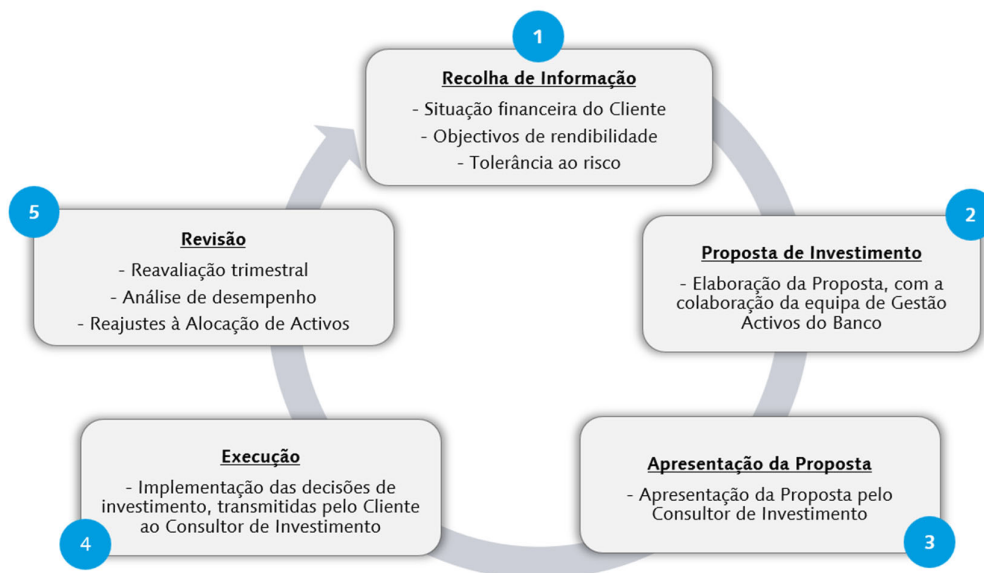 1
Recolha de Informação
- Situação financeira do Cliente
- Objectivos de rendibilidade
- Tolerância ao risco
2
Proposta de Investimento
- Elaboração da Proposta, com a
colaboração da equipa de Gestão
Activos do Banco
3
Apresentação da Proposta
- Apresentação da Proposta pelo
Consultor de Investimento
4
Execução
- Implementação das decisões de
investimento, transmitidas pelo Cliente
ao Consultor de Investimento
5
Revisão
- Reavaliação trimestral
- Análise de desempenho
- Reajustes à Alocação de Activos